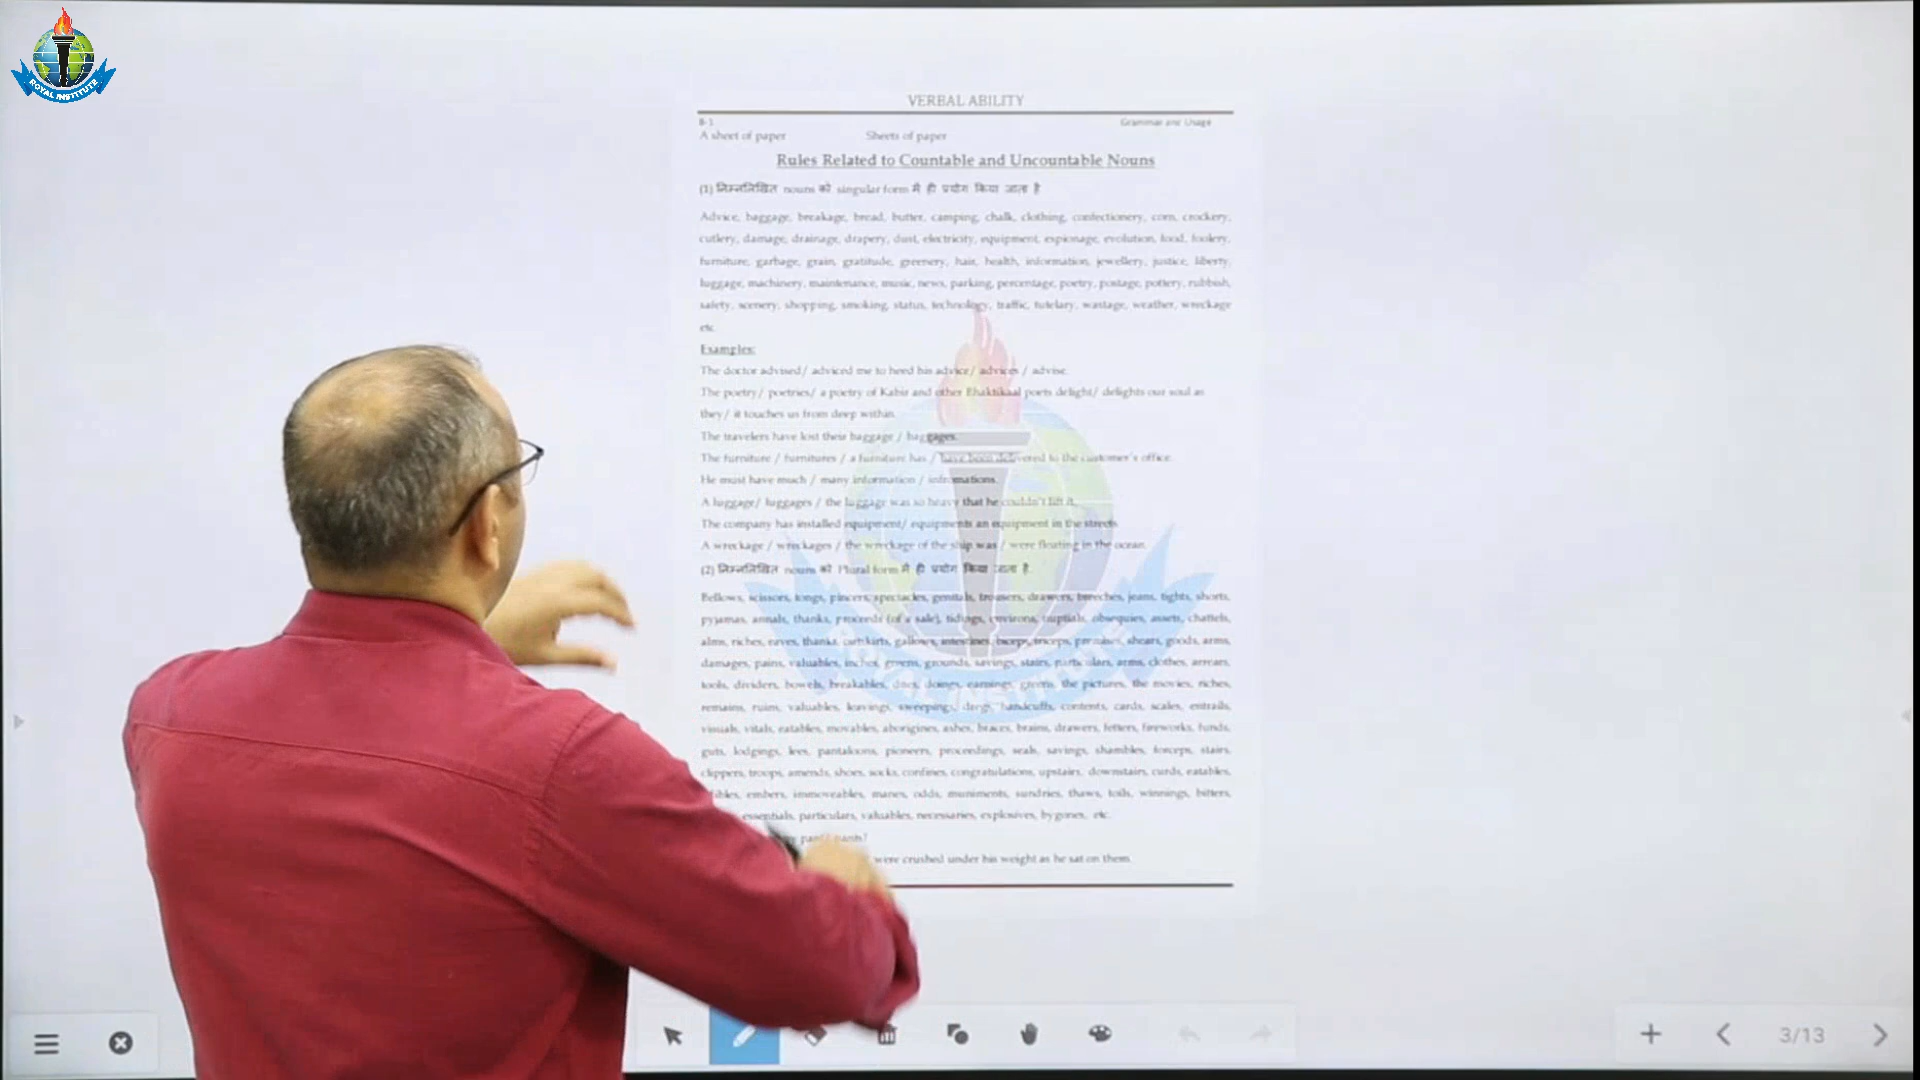 ROYAL INSTITUTE
VERBAL ABILITY
B-1 Grammar and Usage
A sheet of paper Sheets of paper
Rules Related to Countable and Uncountable Nouns
(1) निम्नलिखित nouns को singular form में ही प्रयोग किया जाता है
Advice, baggage, breakage, bread, butter, camping, chalk, clothing, confectionery, corn, crockery,
cutlery, damage, drainage, drapery, dust, electricity, equipment, espionage, evolution, food, foolery,
furniture, garbage, grain, gratitude, greenery, hair, health, information, jewellery, justice, liberty,
luggage, machinery, maintenance, music, news, parking, percentage, poetry, postage, pottery, rubbish,
safety, scenery, shopping, smoking, status, technology, traffic, tutelary, wastage, weather, wreckage
etc.
Examples:
The doctor advised/ adviced me to heed his advice/ advices / advise.
The poetry/ poetries/ a poetry of Kabir and other Bhaktikaal poets delight/ delights our soul as
they/ it touches us from deep within.
The travelers have lost their baggage / baggages.
The furniture / furnitures / a furniture has / have been delivered to the customer's office.
He must have much / many information / informations.
A luggage/ luggages / the luggage was so heavy that he couldn't lift it.
The company has installed equipment/ equipments an equipment in the streets
A wreckage / wreckages / the wreckage of the ship was / were floating in the ocean.
(2) निम्नलिखित nouns को Plural form में ही प्रयोग किया जाता है.
Bellows, scissors, tongs, pincers, spectacles, genitals, trousers, drawers, breeches, jeans, tights, shorts,
pyjamas, annals, thanks, proceeds (of a sale), tidings, environs, nuptials, obsequies, assets, chattels,
alms, riches, eaves, thanks, outskirts, gallows, intestines, biceps, triceps, premises, shears, goods, arms,
damages, pains, valuables, inches, greens, grounds, savings, stairs, particulars, arms, clothes, arrears,
tools, dividers, bowels, breakables, dues, doings, earnings, greens, the pictures, the movies, riches,
remains, ruins, valuables, leavings, sweepings, dregs, handcuffs, contents, cards, scales, entrails,
visuals, vitals, eatables, movables, aborigines, ashes, braces, brains, drawers, fetters, fireworks, funds,
guts, lodgings, lees, pantaloons, pioneers, proceedings, seals, savings, shambles, forceps, stairs,
clippers, troops, amends, shoes, socks, confines, congratulations, upstairs, downstairs, curds, eatables,
embers, immoveables, manes, odds, muniments, sundries, thaws, toils, winnings, bitters,
essentials, particulars, valuables, necessaries, explosives, bygones, etc.
pant/ pants?
were crushed under his weight as he sat on them.
3/13